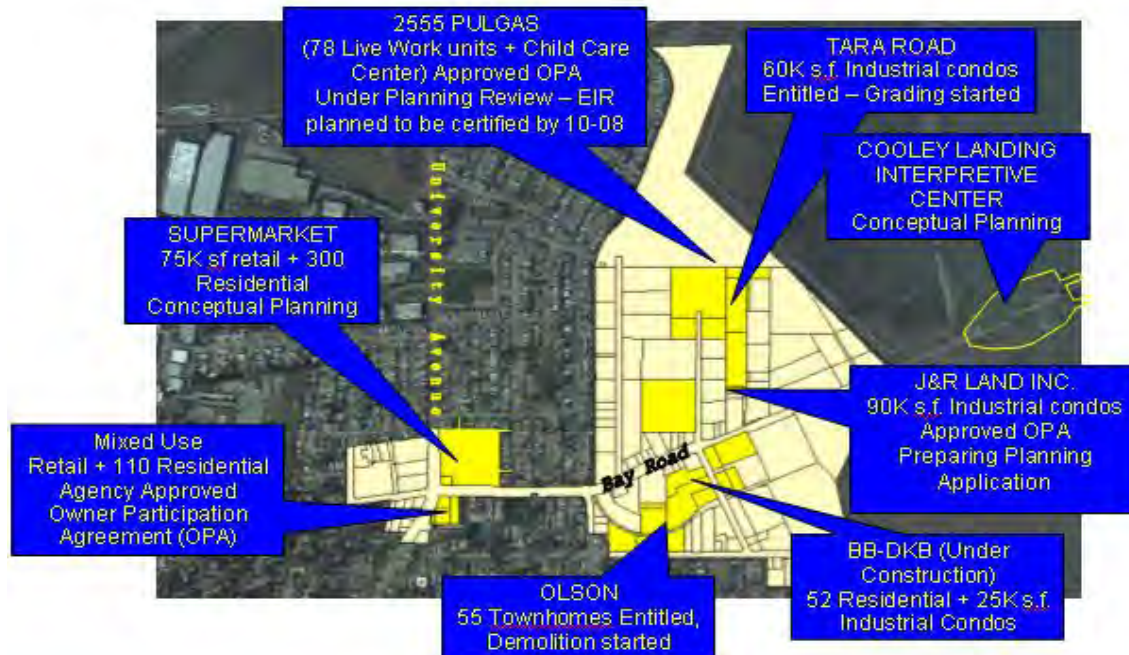 2555 PULGAS
(78 Live Work units + Child Care
Center) Approved OPA
Under Planning Review – EIR
planned to be certified by 10-08
TARA ROAD
60K s.f. Industrial condos
Entitled – Grading started
COOLEY LANDING
INTERPRETIVE
CENTER
Conceptual Planning
University Avenue
SUPERMARKET
75K sf retail + 300
Residential
Conceptual Planning
J&R LAND INC.
90K s.f. Industrial condos
Approved OPA
Preparing Planning
Application
Mixed Use
Retail + 110 Residential
Agency Approved
Owner Participation
Agreement (OPA)
Bay Road
BB-DKB (Under
Construction)
52 Residential + 25K s.f.
Industrial Condos
OLSON
55 Townhomes Entitled,
Demolition started